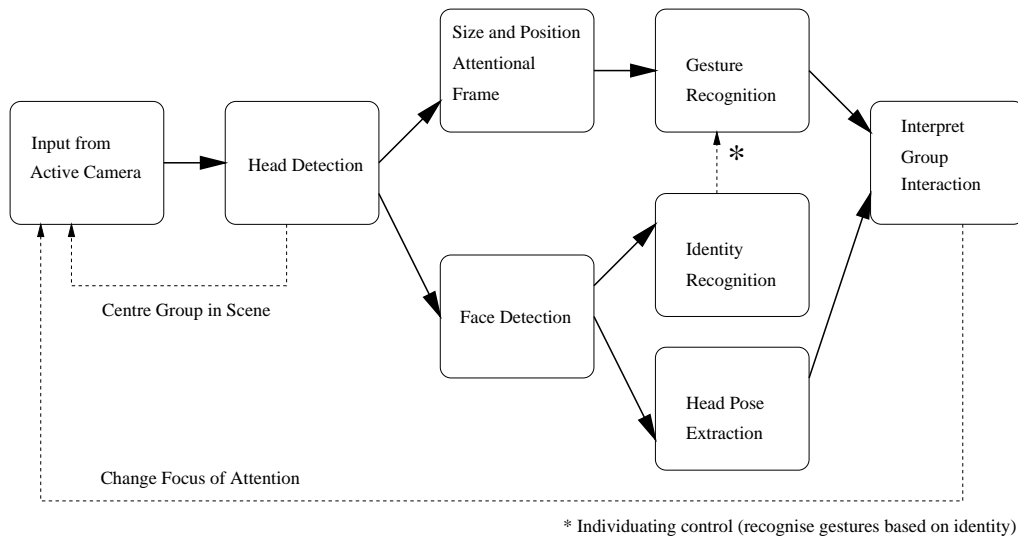 Size and Position
Attentional
Frame
Gesture
Recognition
Input from
Active Camera
Head Detection
Interpret
Group
Interaction
*
Identity
Recognition
Centre Group in Scene
Face Detection
Head Pose
Extraction
Change Focus of Attention
* Individuating control (recognise gestures based on identity)